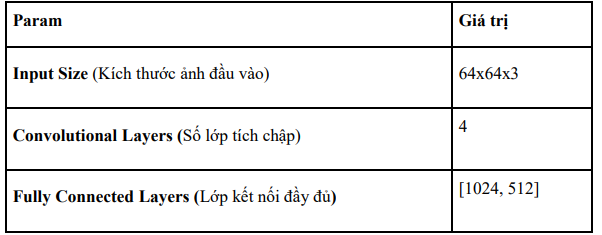 Param Giá trị
Input Size (Kích thước ảnh đầu vào) 64x64x3
Convolutional Layers (Số lớp tích chập) 4
Fully Connected Layers (Lớp kết nối đầy đủ) [1024, 512]